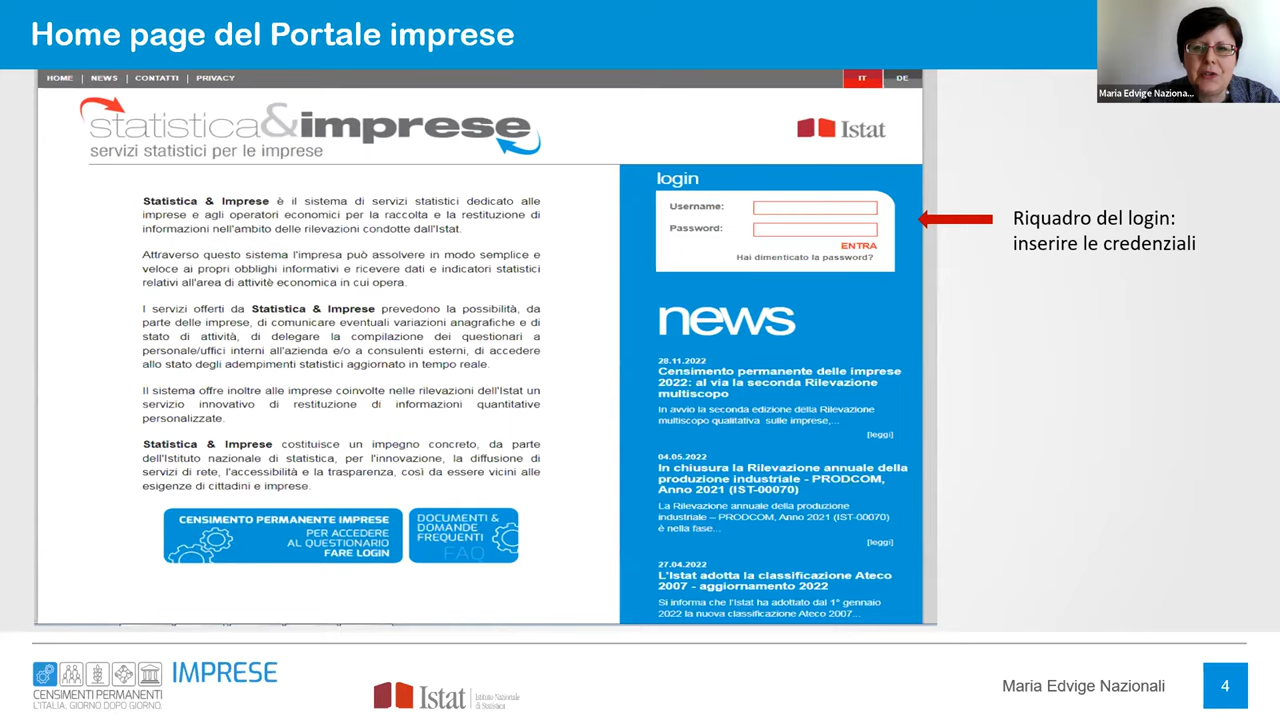 Home page del Portale imprese
Maria Edvige Naziona...
HOME | NEWS | CONTATTI | PRIVACY
IT DE
statistica&imprese
servizi statistici per le imprese
Istat
Statistica & Imprese è il sistema di servizi statistici dedicato alle
imprese e agli operatori economici per la raccolta e la restituzione di
informazioni nell'ambito delle rilevazioni condotte dall'Istat.
Attraverso questo sistema l'impresa può assolvere in modo semplice e
veloce ai propri obblighi informativi e ricevere dati e indicatori statistici
relativi all'area di attivitè economica in cui opera.
I servizi offerti da Statistica & Imprese prevedono la possibilità, da
parte delle imprese, di comunicare eventuali variazioni anagrafiche e di
stato di attività, di delegare la compilazione dei questionari a
personale/uffici interni all'azienda e/o a consulenti esterni, di accedere
allo stato degli adempimenti statistici aggiornato in tempo reale.
Il sistema offre inoltre alle imprese coinvolte nelle rilevazioni dell'Istat un
servizio innovativo di restituzione di informazioni quantitative
personalizzate.
Statistica & Imprese costituisce un impegno concreto, da parte
dell'Istituto nazionale di statistica, per l'innovazione, la diffusione di
servizi di rete, l'accessibilità e la trasparenza, così da essere vicini alle
esigenze di cittadini e imprese.
CENSIMENTO PERMANENTE IMPRESE
PER ACCEDERE
AL QUESTIONARIO
FARE LOGIN
DOCUMENTI &
DOMANDE
FREQUENTI
FAQ
login
Username:
Password:
ENTRA
Hai dimenticato la password?
news
28.11.2022
Censimento permanente delle imprese
2022: al via la seconda Rilevazione
multiscopo
In avvio la seconda edizione della Rilevazione
multiscopo qualitativa sulle imprese,...
[leggi]
04.05.2022
In chiusura la Rilevazione annuale della
produzione industriale - PRODCOM,
Anno 2021 (IST-00070)
La Rilevazione annuale della produzione
industriale – PRODCOM, Anno 2021 (IST-00070)
è nella fase...
[leggi]
27.04.2022
L'Istat adotta la classificazione Ateco
2007 - aggiornamento 2022
Si informa che l'Istat ha adottato dal 1° gennaio
2022 la nuova classificazione Ateco 2007...
Riquadro del login:
inserire le credenziali
IMPRESE
CENSIMENTI PERMANENTI
L'ITALIA, GIORNO DOPO GIORNO.
Istat
Istituto Nazionale
di Statistica
Maria Edvige Nazionali
4